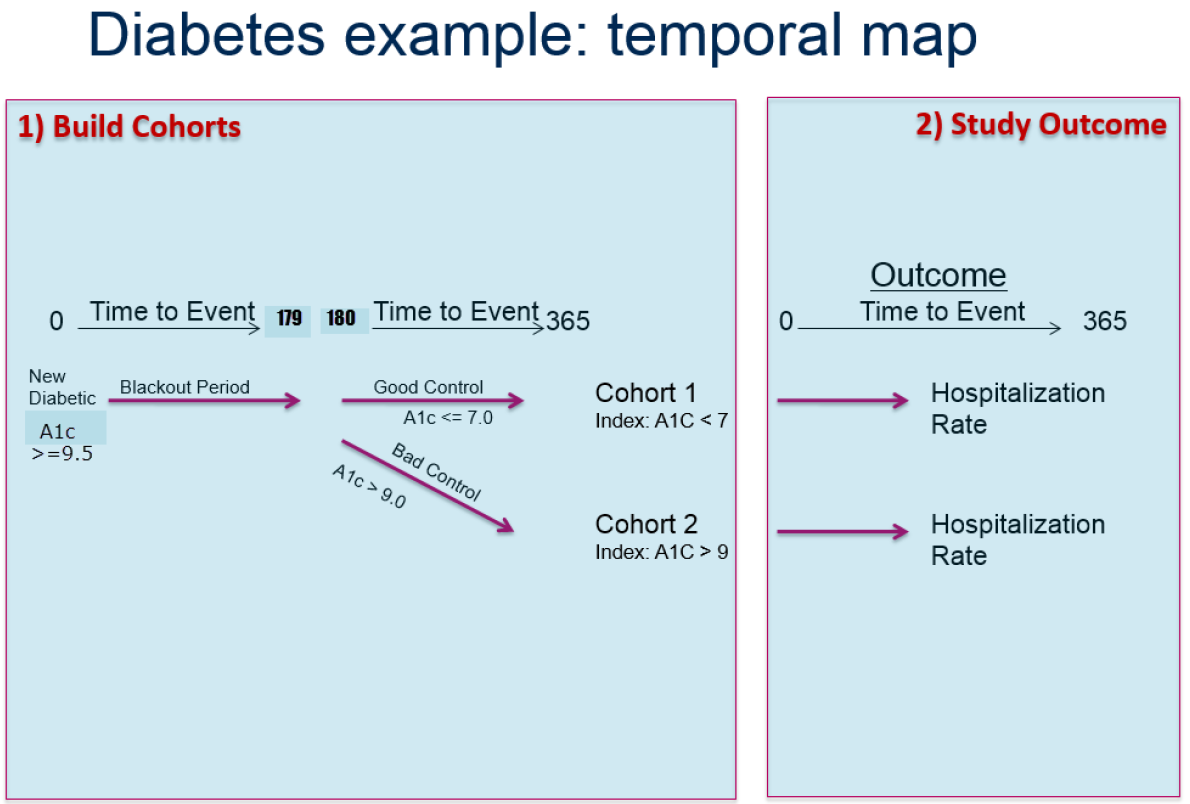 Diabetes example: temporal map
1) Build Cohorts
0 Time to Event 179 180 Time to Event 365
New
Diabetic
A1c
>=9.5
Blackout Period
Good Control
A1c <= 7.0
Bad Control
A1c > 9.0
Cohort 1
Index: A1C < 7
Cohort 2
Index: A1C > 9
2) Study Outcome
Outcome
0 Time to Event 365
Hospitalization
Rate
Hospitalization
Rate